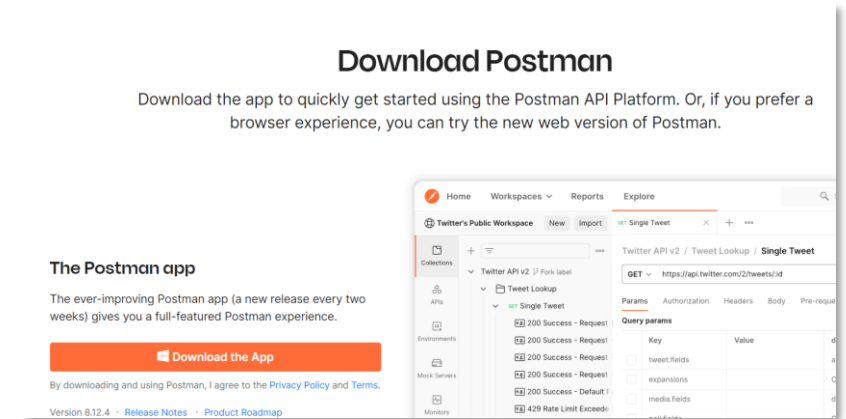 Download Postman
Download the app to quickly get started using the Postman API Platform. Or, if you prefer a
browser experience, you can try the new web version of Postman.
The Postman app
The ever-improving Postman app (a new release every two
weeks) gives you a full-featured Postman experience.
Download the App
By downloading and using Postman, I agree to the Privacy Policy and Terms.
Version 8.12.4 · Release Notes · Product Roadmap
Home Workspaces Reports Explore
Twitter's Public Workspace New Import GET Single Tweet
Collections
APIs
Environments
Mock Servers
Monitors
Twitter API v2 Fork label
Tweet Lookup
GET Single Tweet
200 Success - Request
200 Success - Request
200 Success - Request
200 Success - Request
200 Success - Default
429 Rate Limit Exceede
Twitter API v2 / Tweet Lookup / Single Tweet
GET https://api.twitter.com/2/tweets/:id
Params Authorization Headers Body Pre-reque
Query params
Key Value
tweet.fields
expansions
media.fields